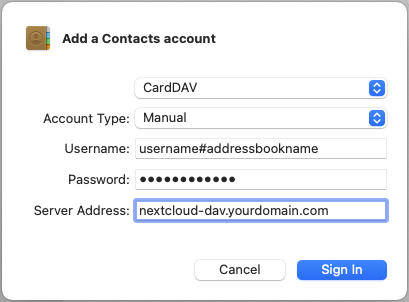 Add a Contacts account
CardDAV
Account Type: Manual
Username: username#addressbookname
Password: ●●●●●●●●●●●●
Server Address: nextcloud-dav.yourdomain.com
Cancel Sign In